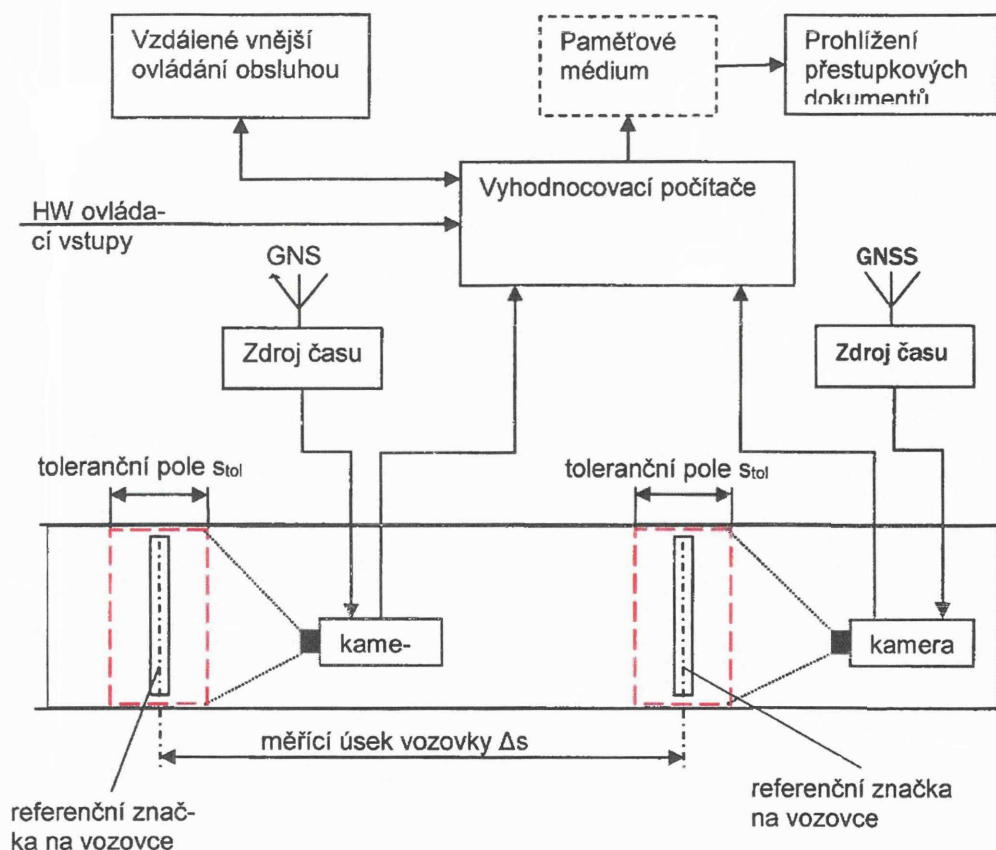 Vzdálené vnější
ovládání obsluhou
Paměťové
médium
Prohlížení
přestupkových
dokumentů
Vyhodnocovací počítače
HW ovláda-
cí vstupy
GNS
GNSS
Zdroj času
Zdroj času
toleranční pole stol
toleranční pole stol
kame-
kamera
měřící úsek vozovky Δs
referenční znač-
ka na vozovce
referenční značka
na vozovce